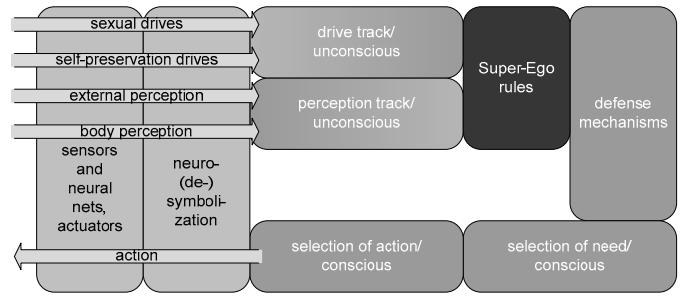 sexual drives
self-preservation drives
external perception
body perception
sensors
and
neural
nets,
actuators
neuro-
(de-)
symboli-
zation
drive track/
unconscious
perception track/
unconscious
Super-Ego
rules
defense
mechanisms
action
selection of action/
conscious
selection of need/
conscious